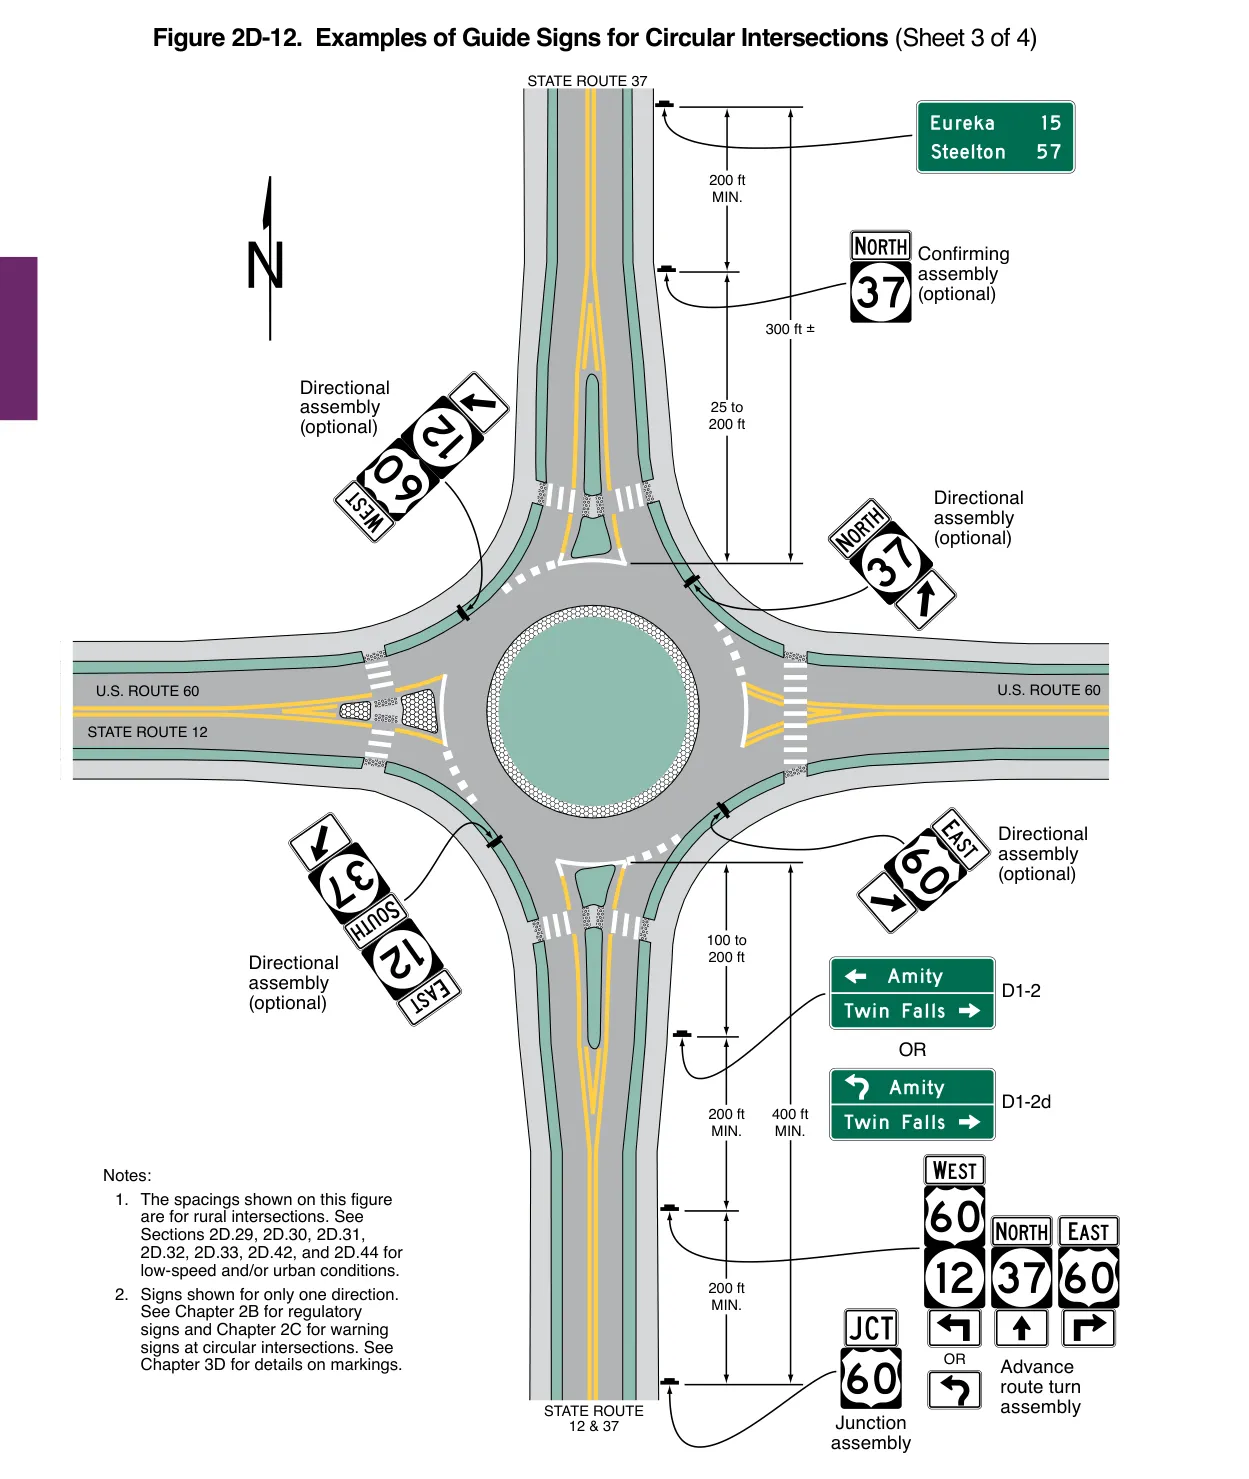 Figure 2D-12. Examples of Guide Signs for Circular Intersections (Sheet 3 of 4)
STATE ROUTE 37
Eureka 15
Steelton 57
200 ft
MIN.
N
NORTH
37
Confirming
assembly
(optional)
300 ft ±
Directional
assembly
(optional)
12
60
WEST
25 to
200 ft
Directional
assembly
(optional)
NORTH
37
U.S. ROUTE 60
STATE ROUTE 12
U.S. ROUTE 60
37
SOUTH
12
EAST
Directional
assembly
(optional)
EAST
60
Directional
assembly
(optional)
100 to
200 ft
← Amity
Twin Falls →
D1-2
OR
↰ Amity
Twin Falls →
D1-2d
200 ft
MIN.
400 ft
MIN.
WEST
60
12
NORTH
37
EAST
60
OR
Advance
route turn
assembly
200 ft
MIN.
JCT
60
Junction
assembly
STATE ROUTE
12 & 37
Notes:
1. The spacings shown on this figure
are for rural intersections. See
Sections 2D.29, 2D.30, 2D.31,
2D.32, 2D.33, 2D.42, and 2D.44 for
low-speed and/or urban conditions.
2. Signs shown for only one direction.
See Chapter 2B for regulatory
signs and Chapter 2C for warning
signs at circular intersections. See
Chapter 3D for details on markings.